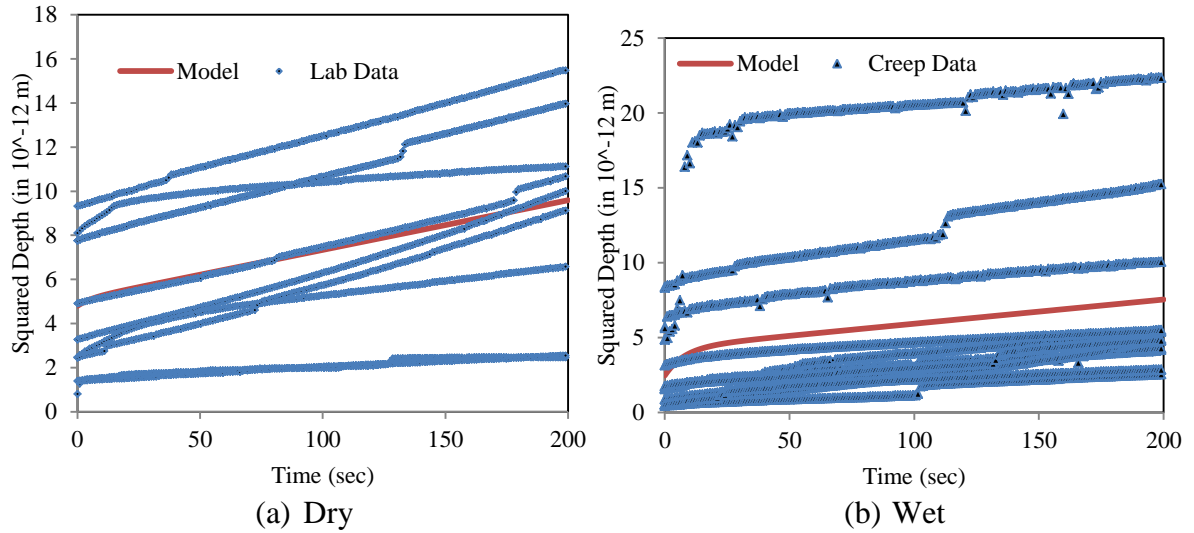 18
16
14
12
10
8
6
4
2
0
Squared Depth (in 10^-12 m)
Model
Lab Data
0
50
100
150
200
Time (sec)
(a) Dry
25
20
15
10
5
0
Squared Depth (in 10^-12 m)
Model
Creep Data
0
50
100
150
200
Time (sec)
(b) Wet